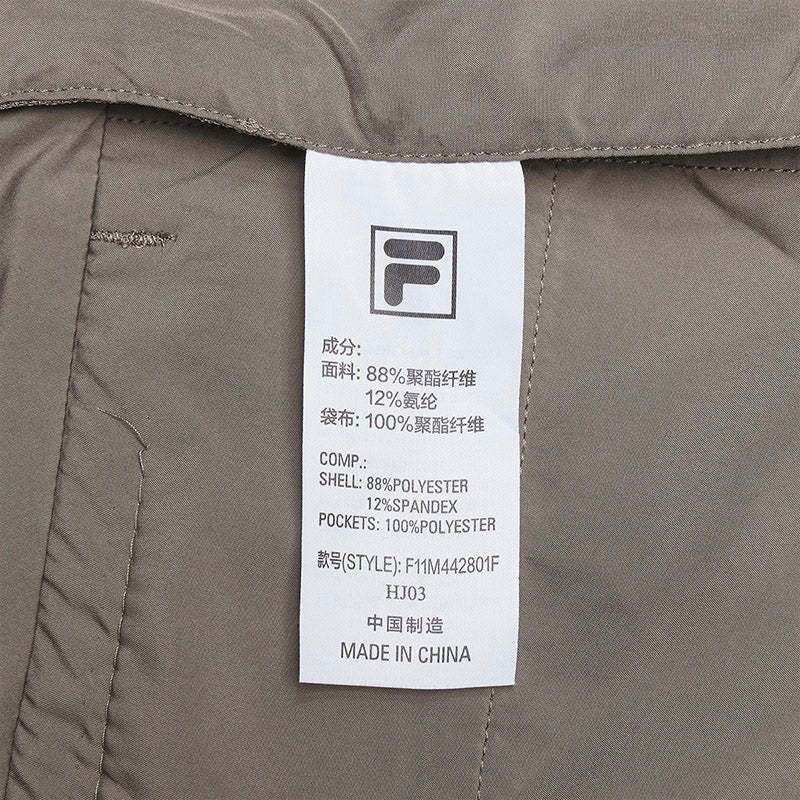 F
成分:
面料: 88%聚酯纤维
12%氨纶
袋布: 100%聚酯纤维
COMP.:
SHELL: 88%POLYESTER
12%SPANDEX
POCKETS: 100%POLYESTER
款号(STYLE): F11M442801F
HJ03
中国制造
MADE IN CHINA